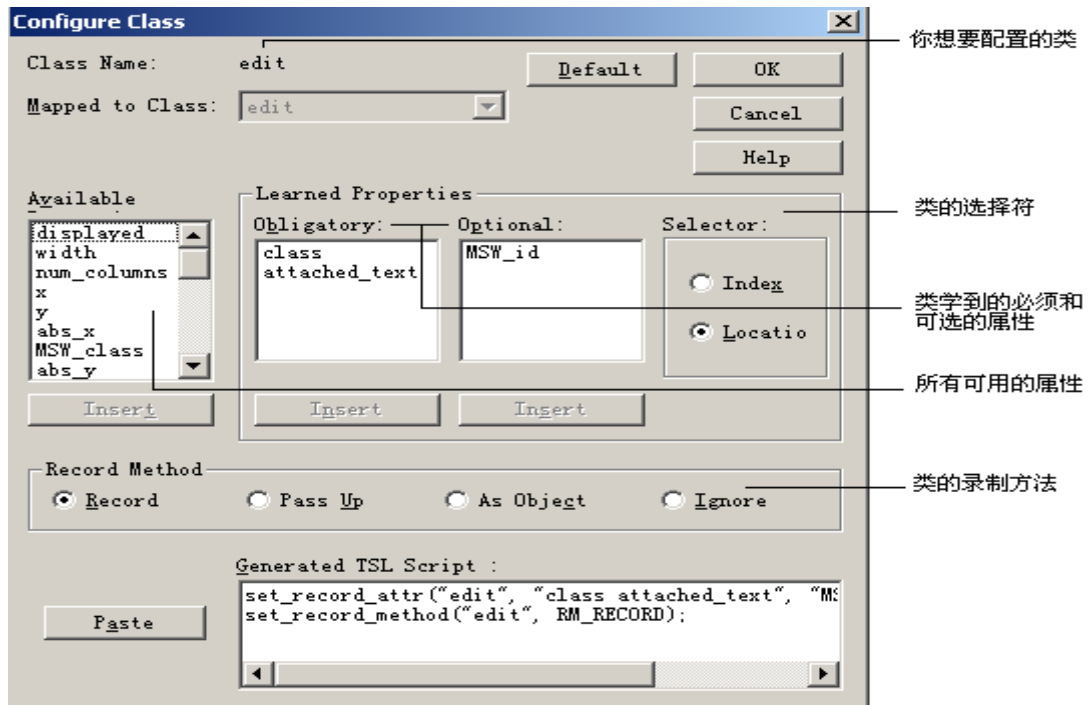 Configure Class
Class Name: edit
Default
OK
Mapped to Class: edit
Cancel
Help
Available
displayed
width
num_columns
x
y
abs_x
MSW_class
abs_y
Insert
Learned Properties
Obligatory:
class
attached_text
Insert
Optional:
MSW_id
Insert
Selector:
Index
Locatio
Record Method
Record
Pass Up
As Object
Ignore
Generated TSL Script :
set_record_attr("edit", "class attached_text", "MS
set_record_method("edit", RM_RECORD);
Paste
你想要配置的类
类的选择符
类学到的必须和
可选的属性
所有可用的属性
类的录制方法